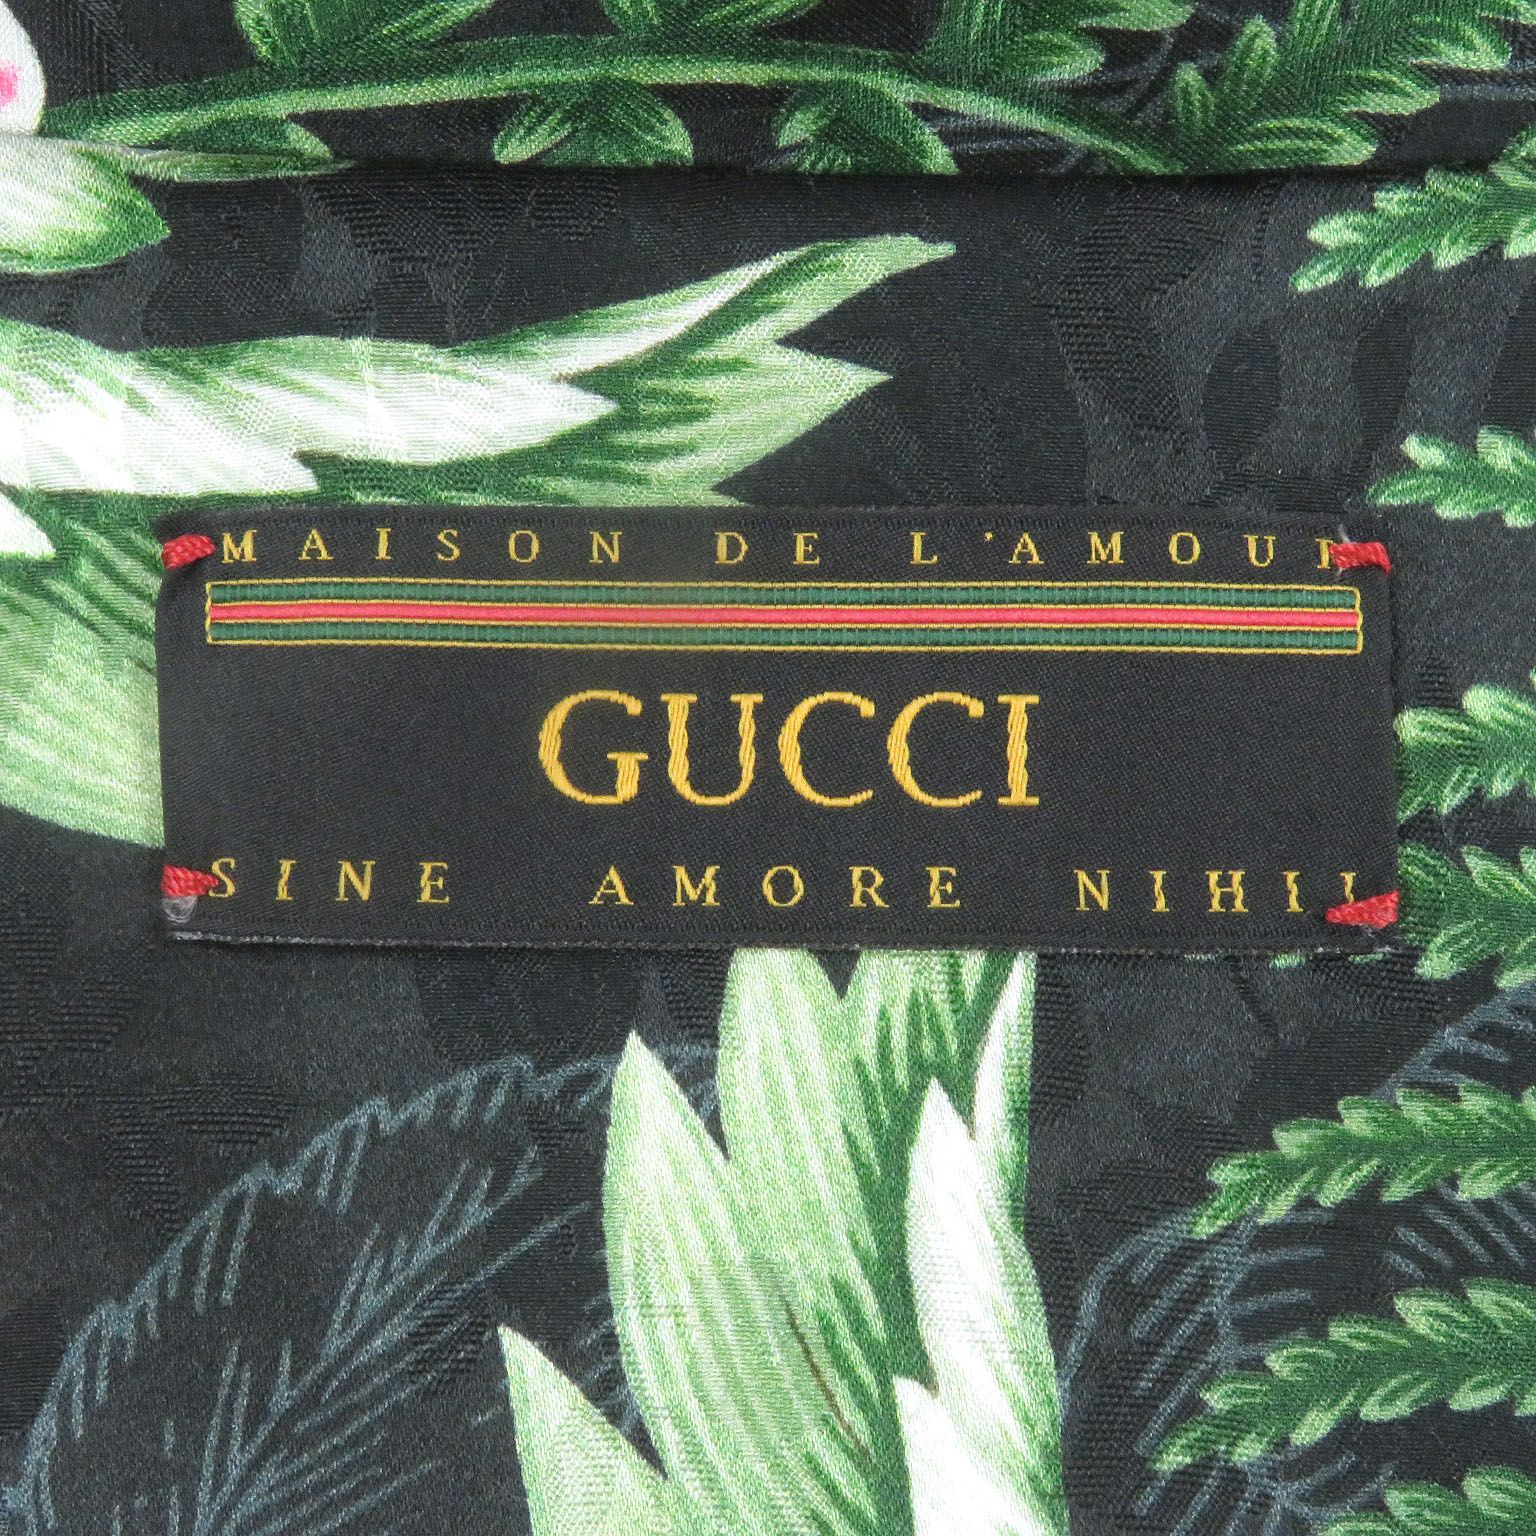 MAISON DE L'AMOUR
GUCCI
SINE AMORE NIHIL